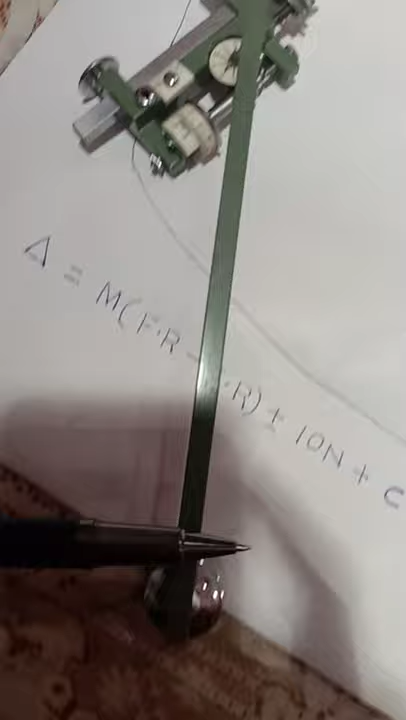 Δ = M(F·R - ·R) + 10N + C